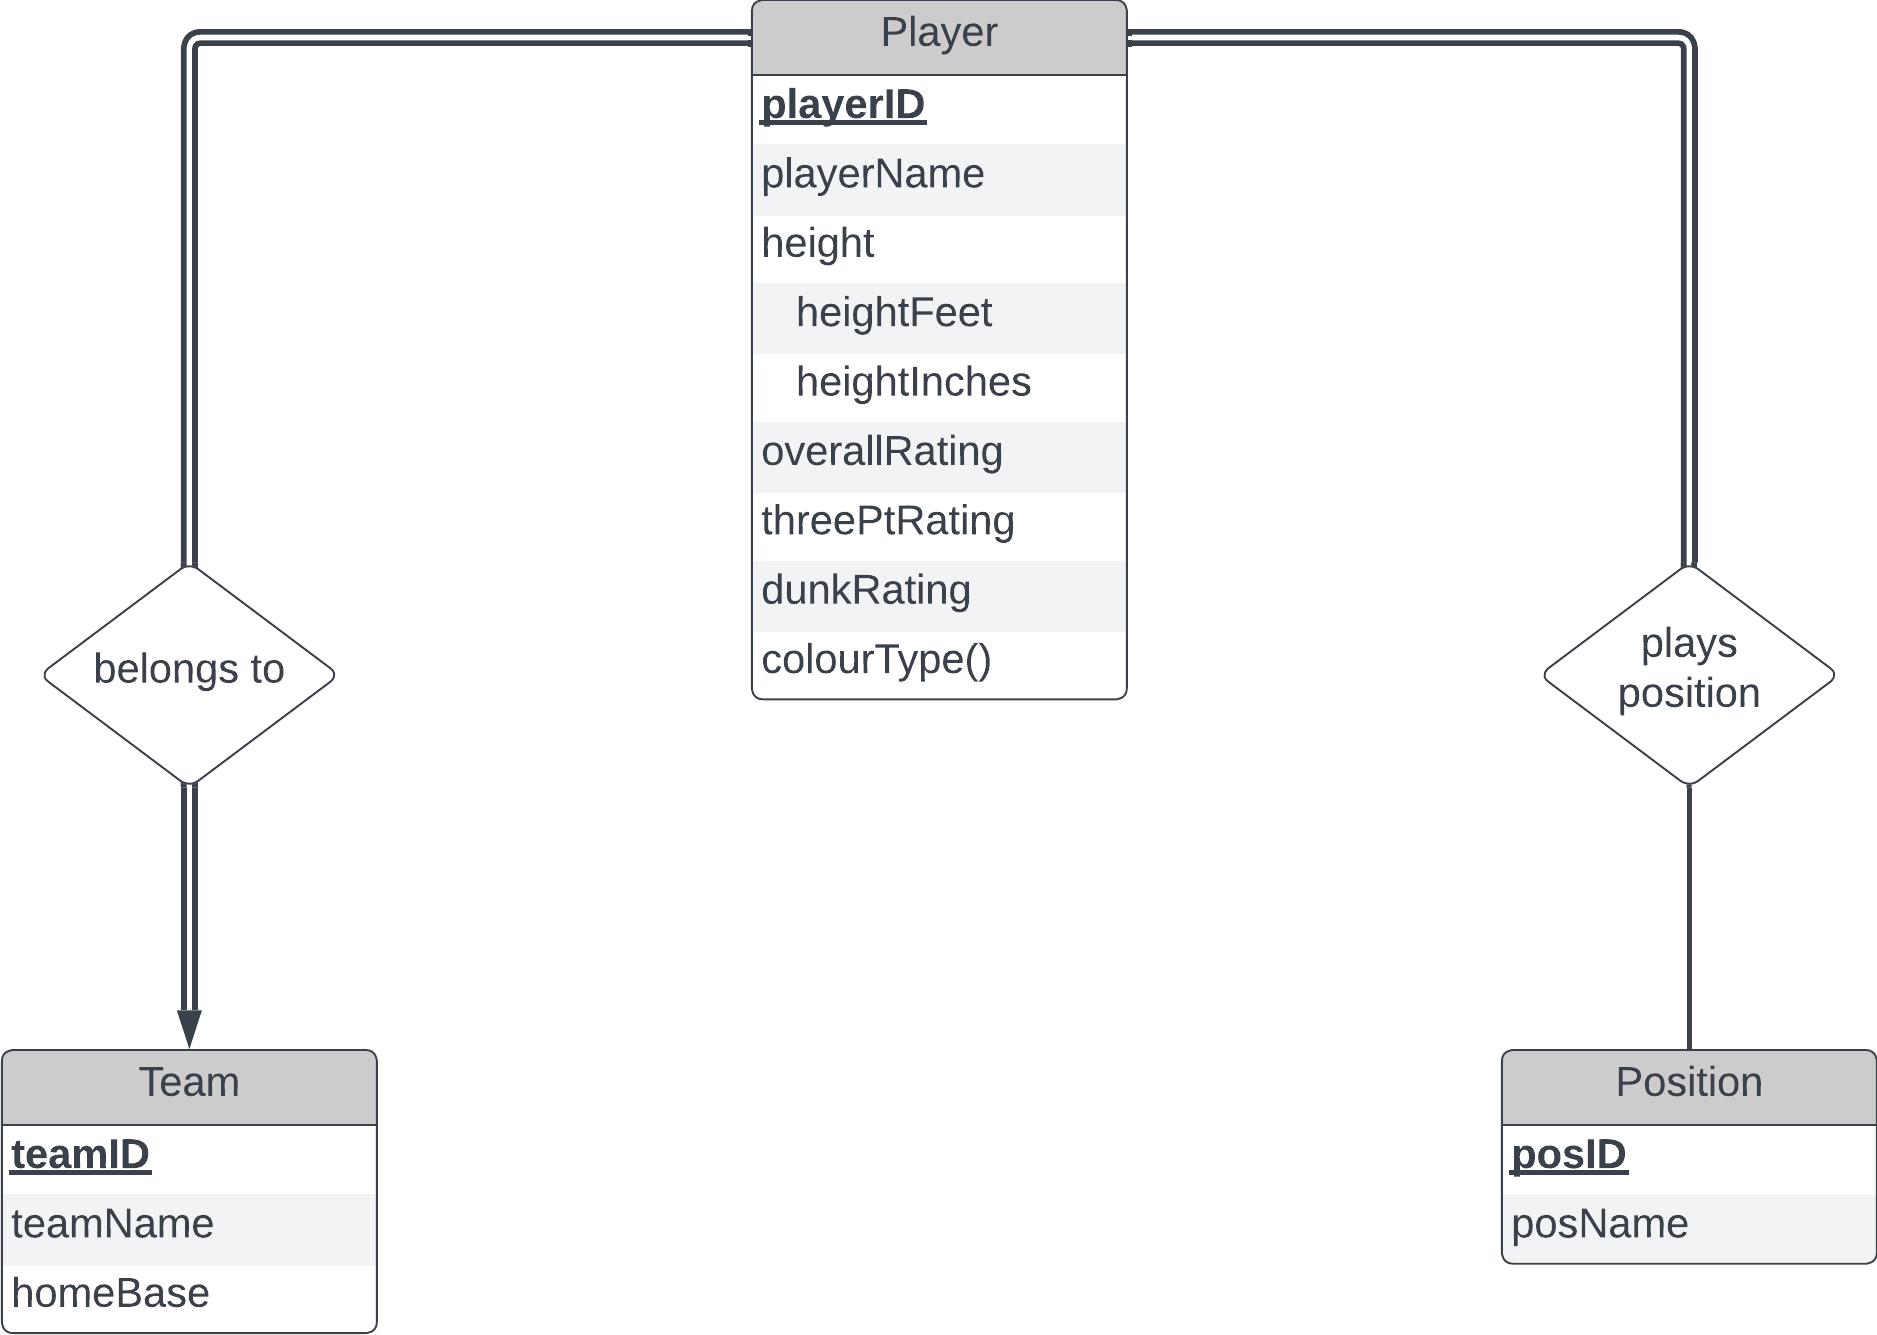 Player
playerID
playerName
height
heightFeet
heightInches
overallRating
threePtRating
dunkRating
colourType()
belongs to
plays
position
Team
teamID
teamName
homeBase
Position
posID
posName